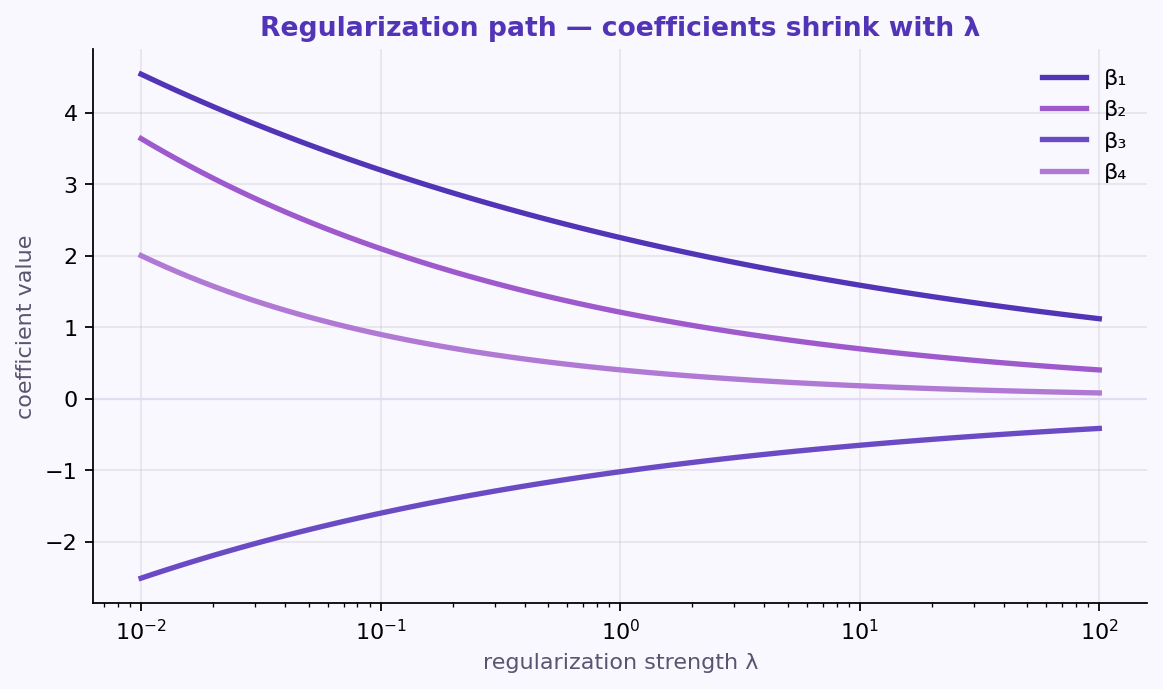 Regularization path — coefficients shrink with λ
β₁
β₂
β₃
β₄
coefficient value
4
3
2
1
0
−1
−2
10⁻² 10⁻¹ 10⁰ 10¹ 10²
regularization strength λ